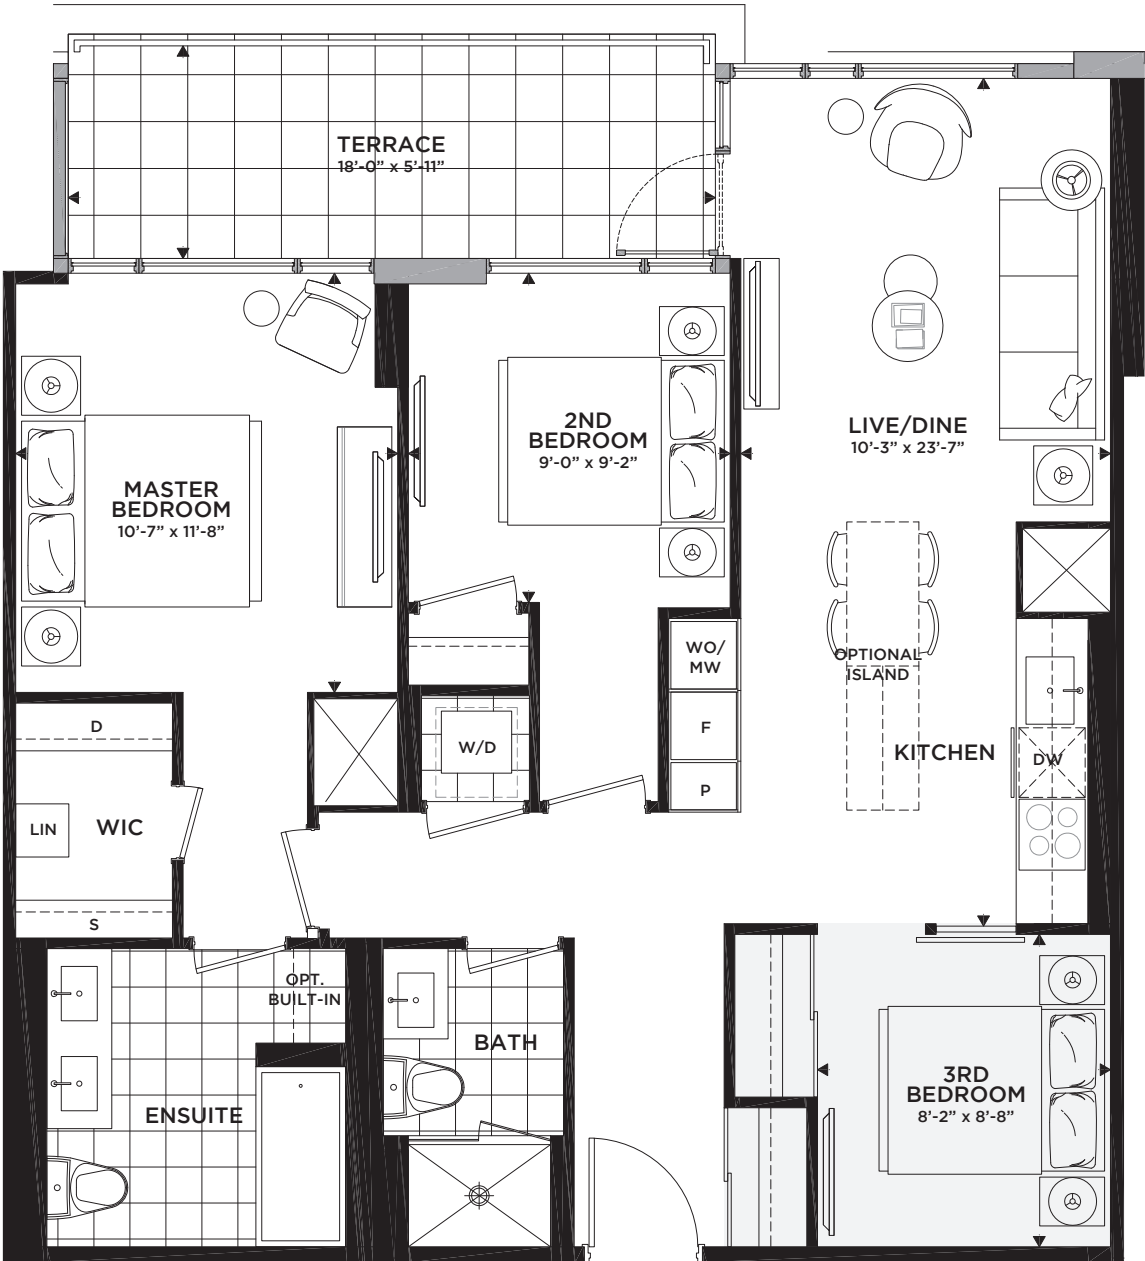 TERRACE
18'-0” x 5'-11”
2ND
BEDROOM
9'-0” x 9'-2”
LIVE/DINE
10'-3” x 23'-7”
MASTER
BEDROOM
10'-7” x 11'-8”
WO/
MW
F
P
OPTIONAL
ISLAND
KITCHEN
DW
D
W/D
LIN
WIC
S
OPT.
BUILT-IN
BATH
ENSUITE
3RD
BEDROOM
8'-2” x 8'-8”